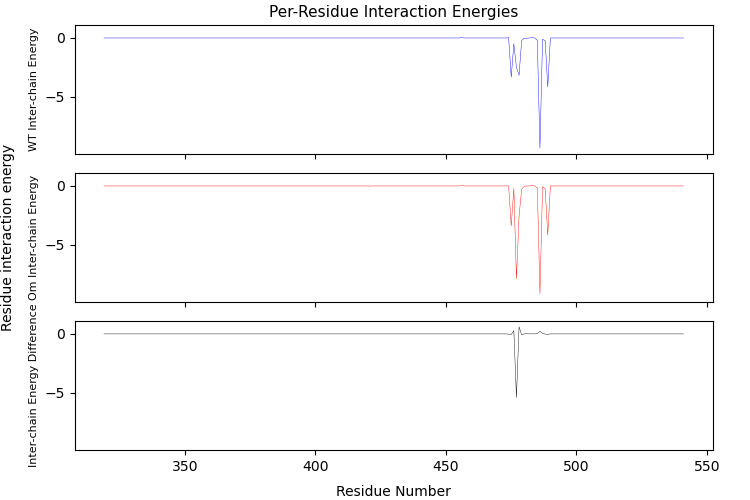 Per-Residue Interaction Energies
WT Inter-chain Energy
0
−5
Residue interaction energy
Om Inter-chain Energy
0
−5
Inter-chain Energy Difference
0
−5
350
400
450
500
550
Residue Number